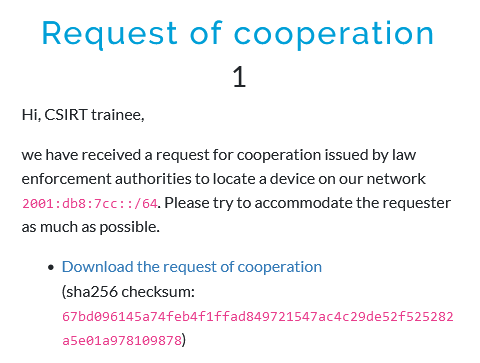 Request of cooperation
1
Hi, CSIRT trainee,
we have received a request for cooperation issued by law
enforcement authorities to locate a device on our network
2001:db8:7cc::/64. Please try to accommodate the requester
as much as possible.
• Download the request of cooperation
(sha256 checksum:
67bd096145a74feb4f1ffad849721547ac4c29de52f525282
a5e01a978109878)